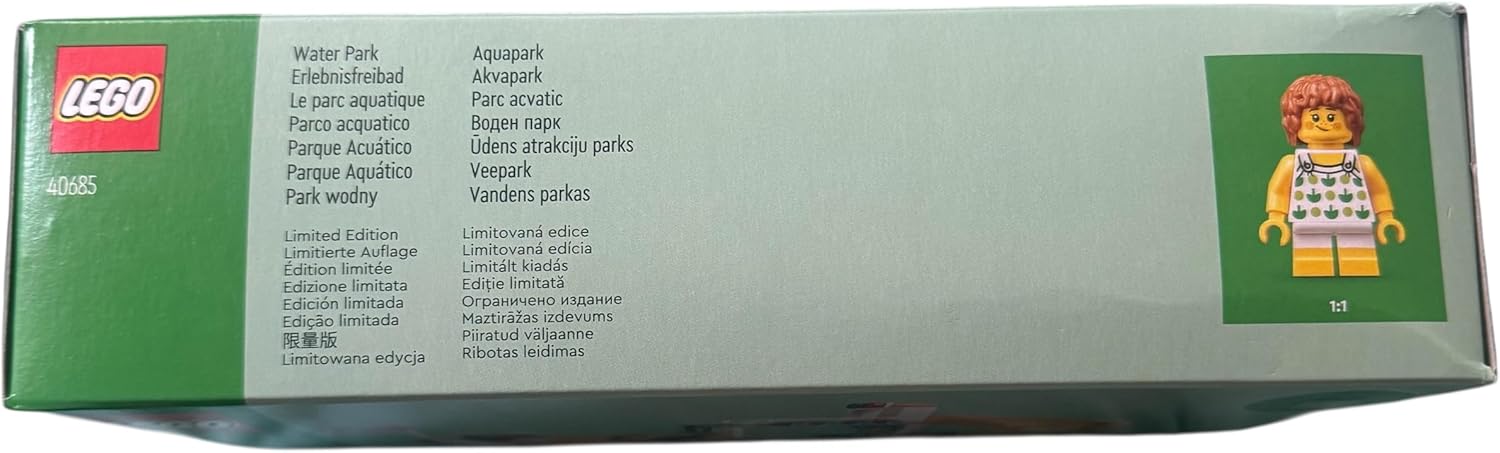 LEGO
40685
Water Park
Erlebnisfreibad
Le parc aquatique
Parco acquatico
Parque Acuático
Parque Aquático
Park wodny
Aquapark
Akvapark
Parc acvatic
Воден парк
Ūdens atrakciju parks
Veepark
Vandens parkas
Limited Edition
Limitierte Auflage
Édition limitée
Edizione limitata
Edición limitada
Edição limitada
限量版
Limitowana edycja
Limitovaná edice
Limitovaná edícia
Limitált kiadás
Ediție limitată
Ограничено издание
Maztirāžas izdevums
Piiratud väljaanne
Ribotas leidimas
1:1